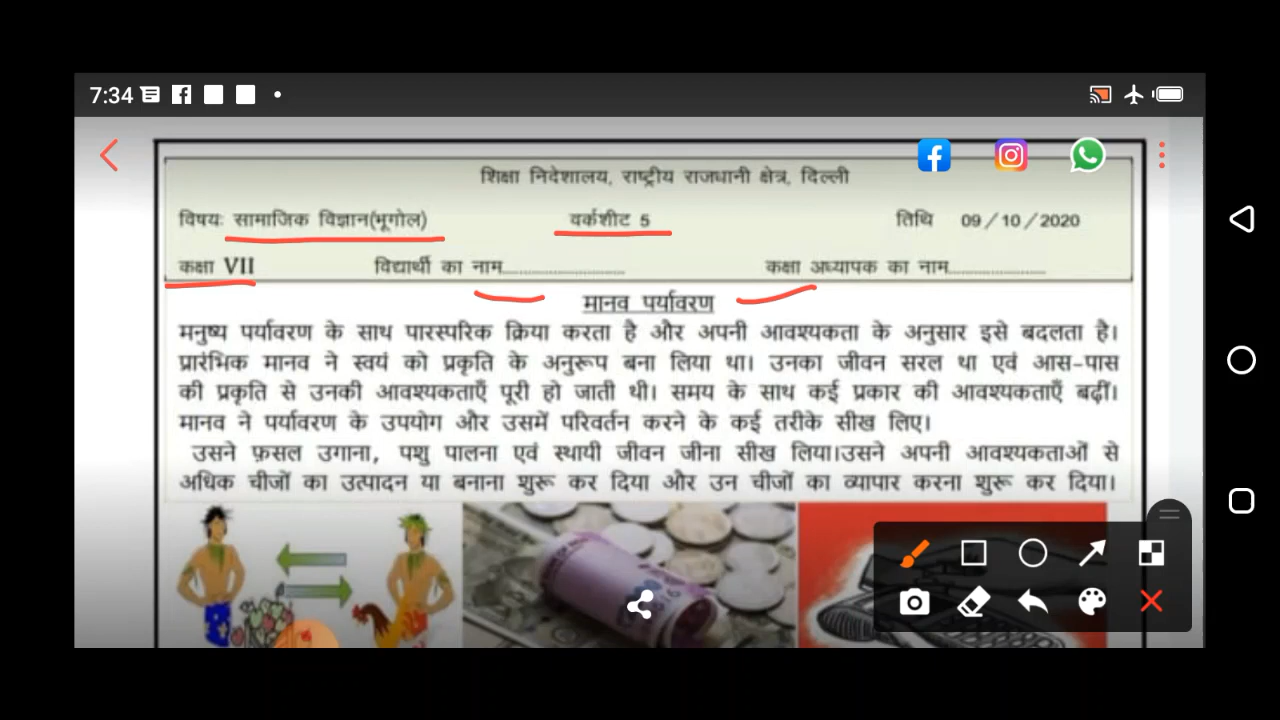 7:34
शिक्षा निदेशालय, राष्ट्रीय राजधानी क्षेत्र, दिल्ली
विषयः सामाजिक विज्ञान(भूगोल) वर्कशीट 5 तिथि 09/10/2020
कक्षा VII विद्यार्थी का नाम............................... कक्षा अध्यापक का नाम.........................
मानव पर्यावरण
मनुष्य पर्यावरण के साथ पारस्परिक क्रिया करता है और अपनी आवश्यकता के अनुसार इसे बदलता है।
प्रारंभिक मानव ने स्वयं को प्रकृति के अनुरूप बना लिया था। उनका जीवन सरल था एवं आस-पास
की प्रकृति से उनकी आवश्यकताएँ पूरी हो जाती थी। समय के साथ कई प्रकार की आवश्यकताएँ बढ़ीं।
मानव ने पर्यावरण के उपयोग और उसमें परिवर्तन करने के कई तरीके सीख लिए।
उसने फ़सल उगाना, पशु पालना एवं स्थायी जीवन जीना सीख लिया।उसने अपनी आवश्यकताओं से
अधिक चीजों का उत्पादन या बनाना शुरू कर दिया और उन चीजों का व्यापार करना शुरू कर दिया।